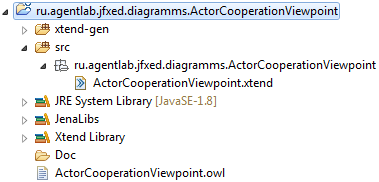 ru.agentlab.jfxed.diagramms.ActorCooperationViewpoint
xtend-gen
src
ru.agentlab.jfxed.diagramms.ActorCooperationViewpoint
ActorCooperationViewpoint.xtend
JRE System Library [JavaSE-1.8]
JenaLibs
Xtend Library
Doc
ActorCooperationViewpoint.owl